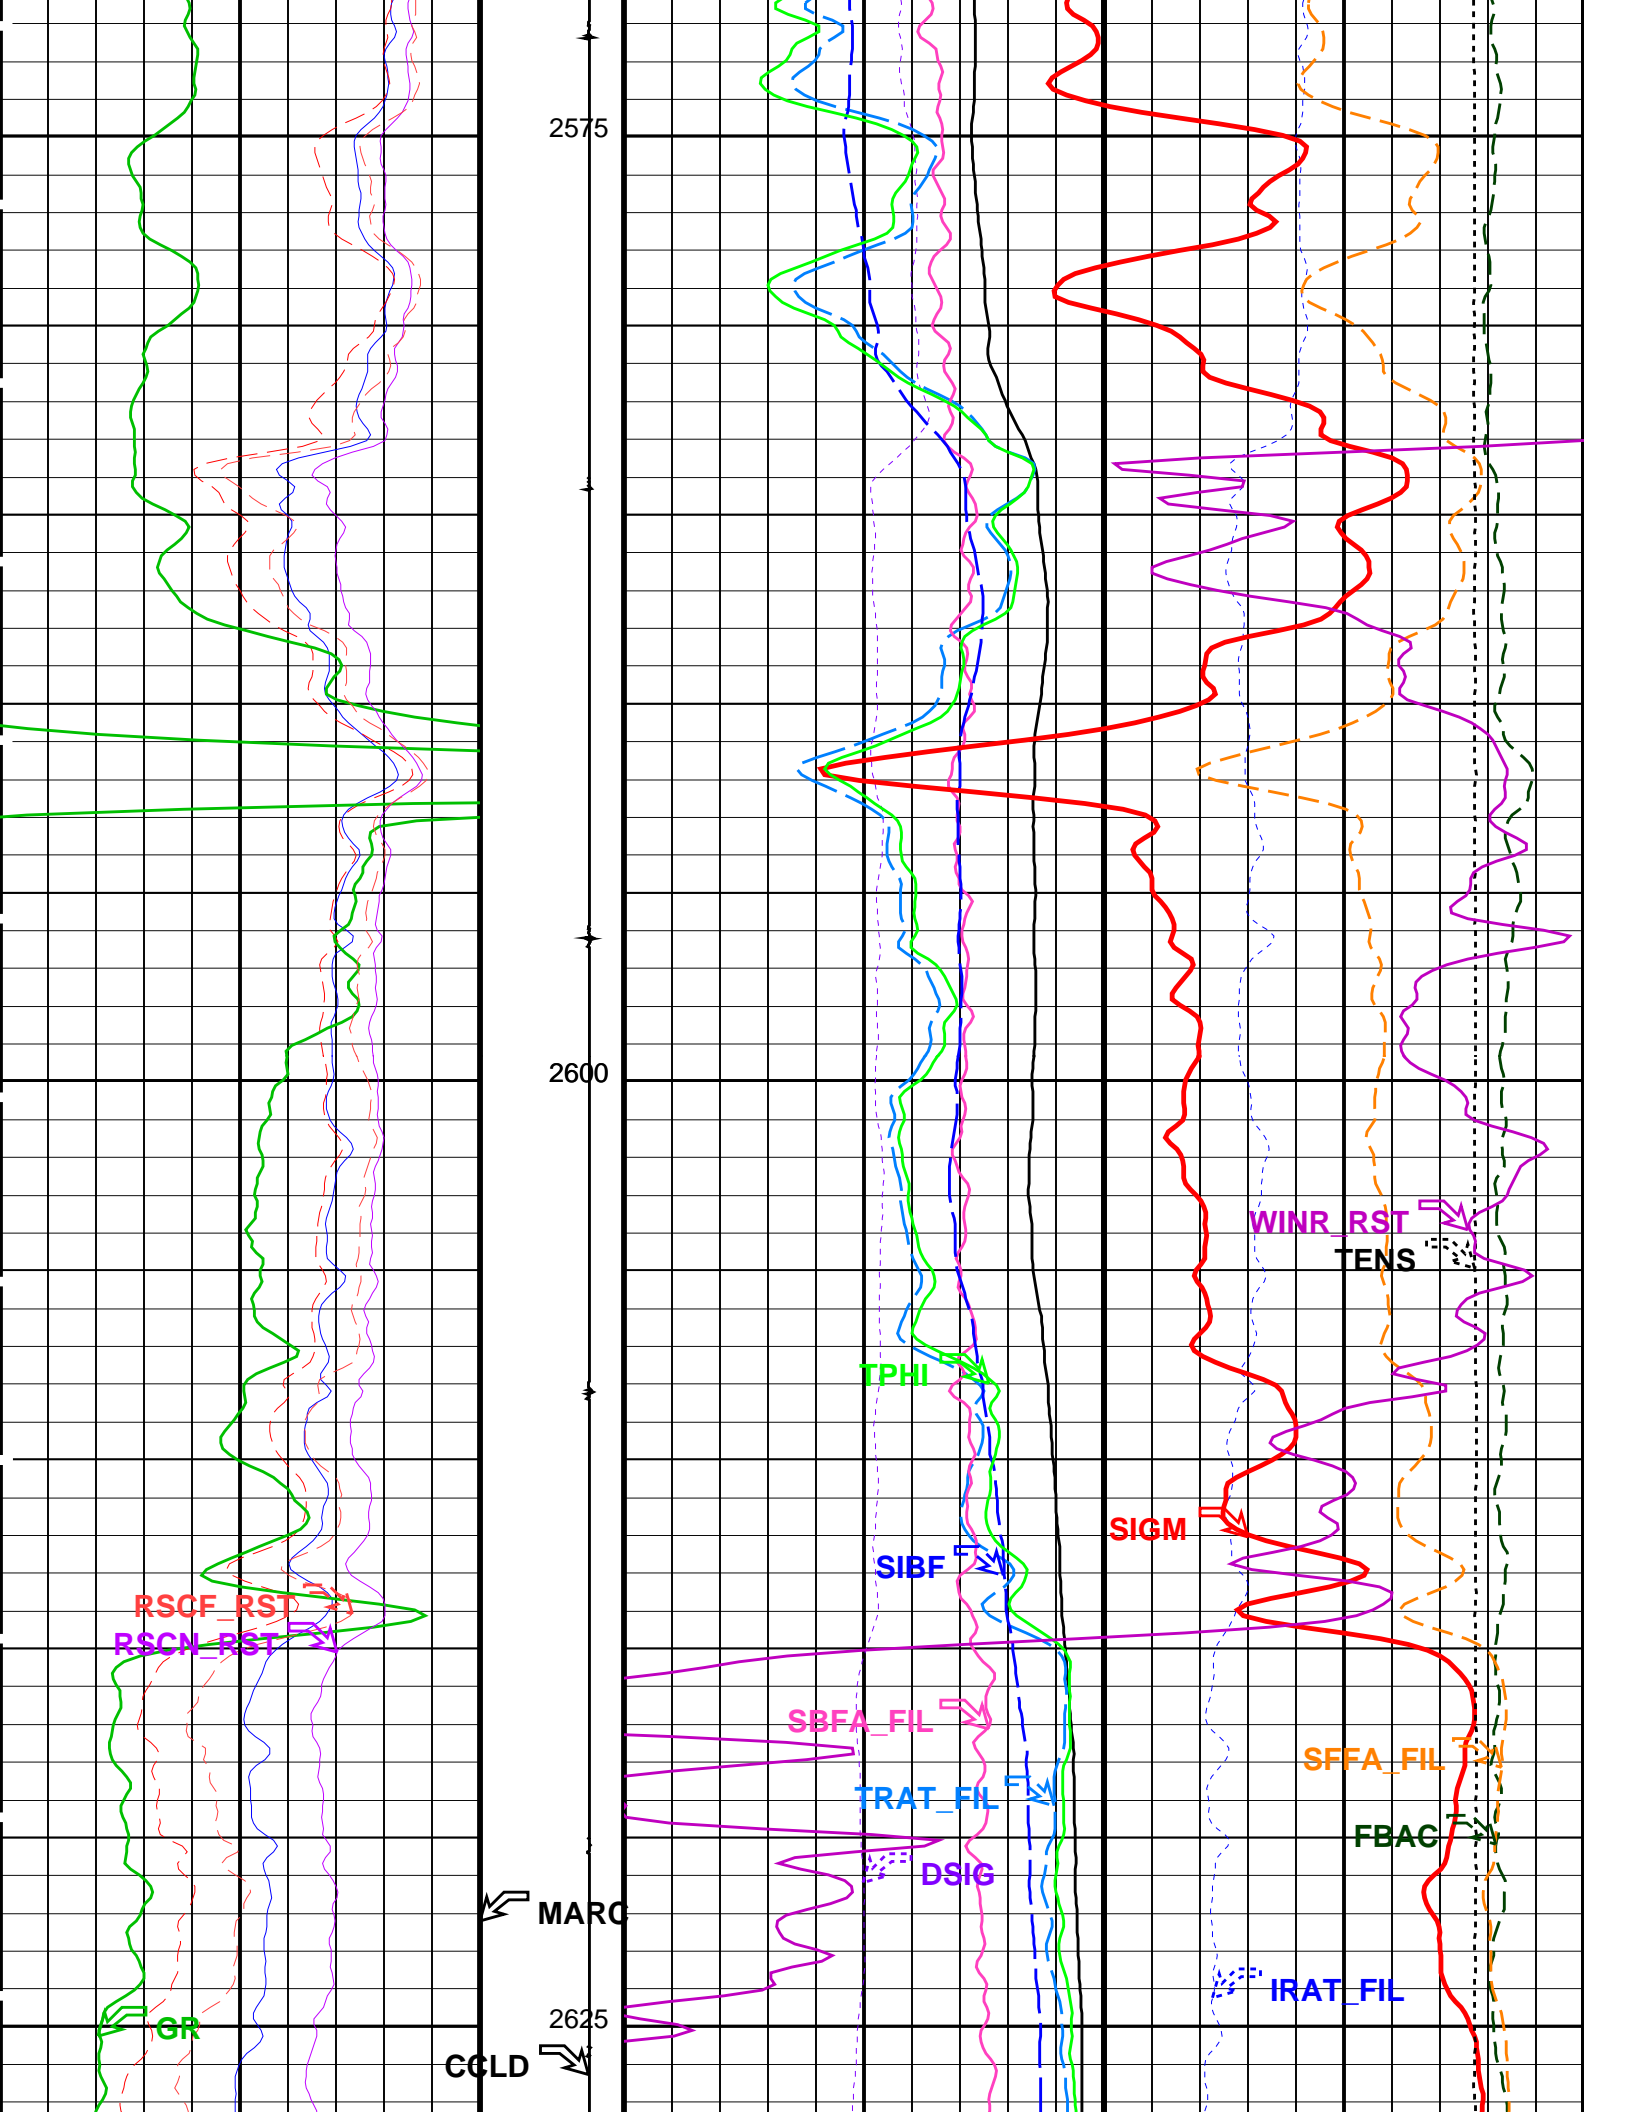 2575
2600
WINR_RST
TENS
TPHI
SIGM
SIBF
RSCF_RST
RSCN_RST
SBFA_FIL
SFFA_FIL
TRAT_FIL
FBAC
DSIG
MARC
IRAT_FIL
2625
GR
CCLD